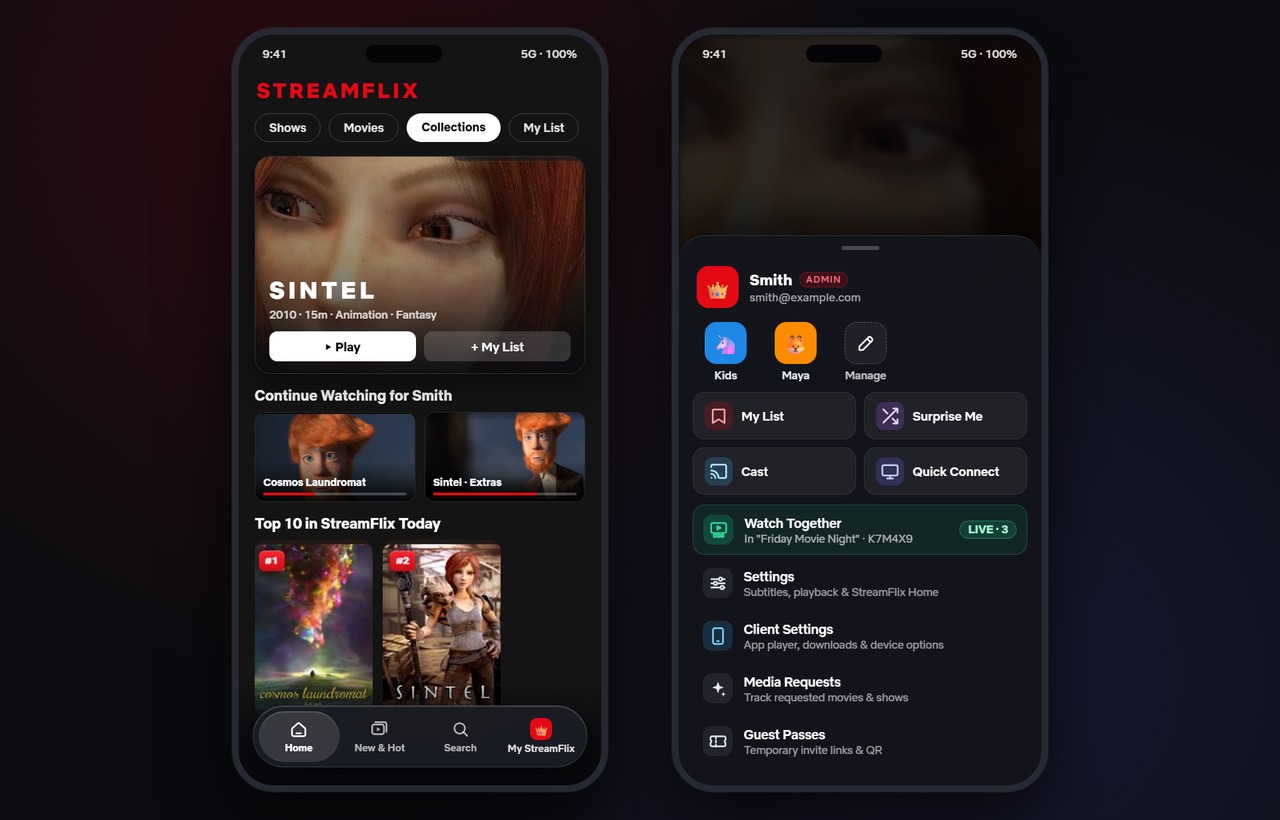 9:41
5G · 100%
STREAMFLIX
Shows
Movies
Collections
My List
SINTEL
2010 · 15m · Animation · Fantasy
▶ Play
+ My List
Continue Watching for Smith
Cosmos Laundromat
Sintel · Extras
Top 10 in StreamFlix Today
#1
#2
cosmos laundromat
SINTEL
Home
New & Hot
Search
My StreamFlix
9:41
5G · 100%
Smith
ADMIN
smith@example.com
Kids
Maya
Manage
My List
Surprise Me
Cast
Quick Connect
Watch Together
In "Friday Movie Night" · K7M4X9
LIVE · 3
Settings
Subtitles, playback & StreamFlix Home
Client Settings
App player, downloads & device options
Media Requests
Track requested movies & shows
Guest Passes
Temporary invite links & QR